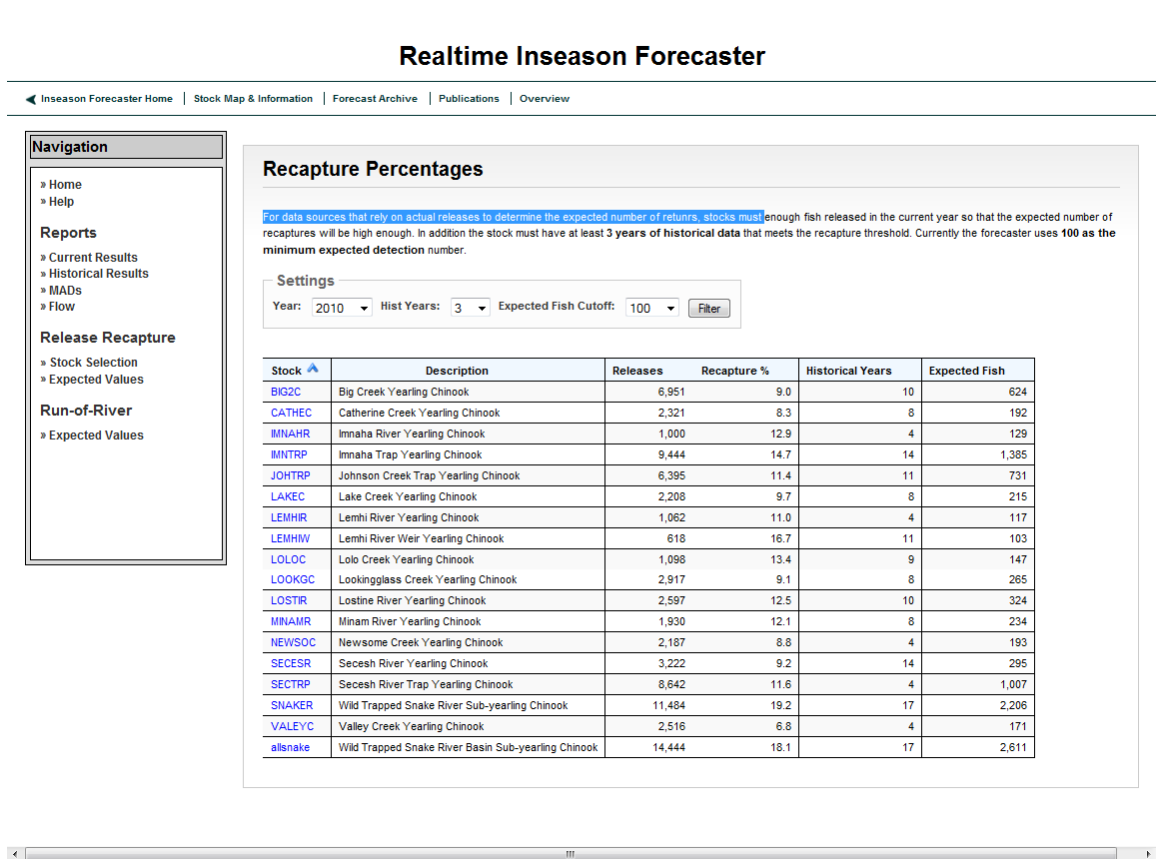 Realtime Inseason Forecaster
Inseason Forecaster Home | Stock Map & Information | Forecast Archive | Publications | Overview
Navigation
» Home
» Help
Reports
» Current Results
» Historical Results
» MADs
» Flow
Release Recapture
» Stock Selection
» Expected Values
Run-of-River
» Expected Values
Recapture Percentages
For data sources that rely on actual releases to determine the expected number of retunrs, stocks must enough fish released in the current year so that the expected number of
recaptures will be high enough. In addition the stock must have at least 3 years of historical data that meets the recapture threshold. Currently the forecaster uses 100 as the
minimum expected detection number.
Settings
Year: 2010 Hist Years: 3 Expected Fish Cutoff: 100 Filter
Stock Description Releases Recapture % Historical Years Expected Fish
BIG2C Big Creek Yearling Chinook 6,951 9.0 10 624
CATHEC Catherine Creek Yearling Chinook 2,321 8.3 8 192
IMNAHR Imnaha River Yearling Chinook 1,000 12.9 4 129
IMNTRP Imnaha Trap Yearling Chinook 9,444 14.7 14 1,385
JOHTRP Johnson Creek Trap Yearling Chinook 6,395 11.4 11 731
LAKEC Lake Creek Yearling Chinook 2,208 9.7 8 215
LEMHIR Lemhi River Yearling Chinook 1,062 11.0 4 117
LEMHIW Lemhi River Weir Yearling Chinook 618 16.7 11 103
LOLOC Lolo Creek Yearling Chinook 1,098 13.4 9 147
LOOKGC Lookingglass Creek Yearling Chinook 2,917 9.1 8 265
LOSTIR Lostine River Yearling Chinook 2,597 12.5 10 324
MINAMR Minam River Yearling Chinook 1,930 12.1 8 234
NEWSOC Newsome Creek Yearling Chinook 2,187 8.8 4 193
SECESR Secesh River Yearling Chinook 3,222 9.2 14 295
SECTRP Secesh River Trap Yearling Chinook 8,642 11.6 4 1,007
SNAKER Wild Trapped Snake River Sub-yearling Chinook 11,484 19.2 17 2,206
VALEYC Valley Creek Yearling Chinook 2,516 6.8 4 171
allsnake Wild Trapped Snake River Basin Sub-yearling Chinook 14,444 18.1 17 2,611